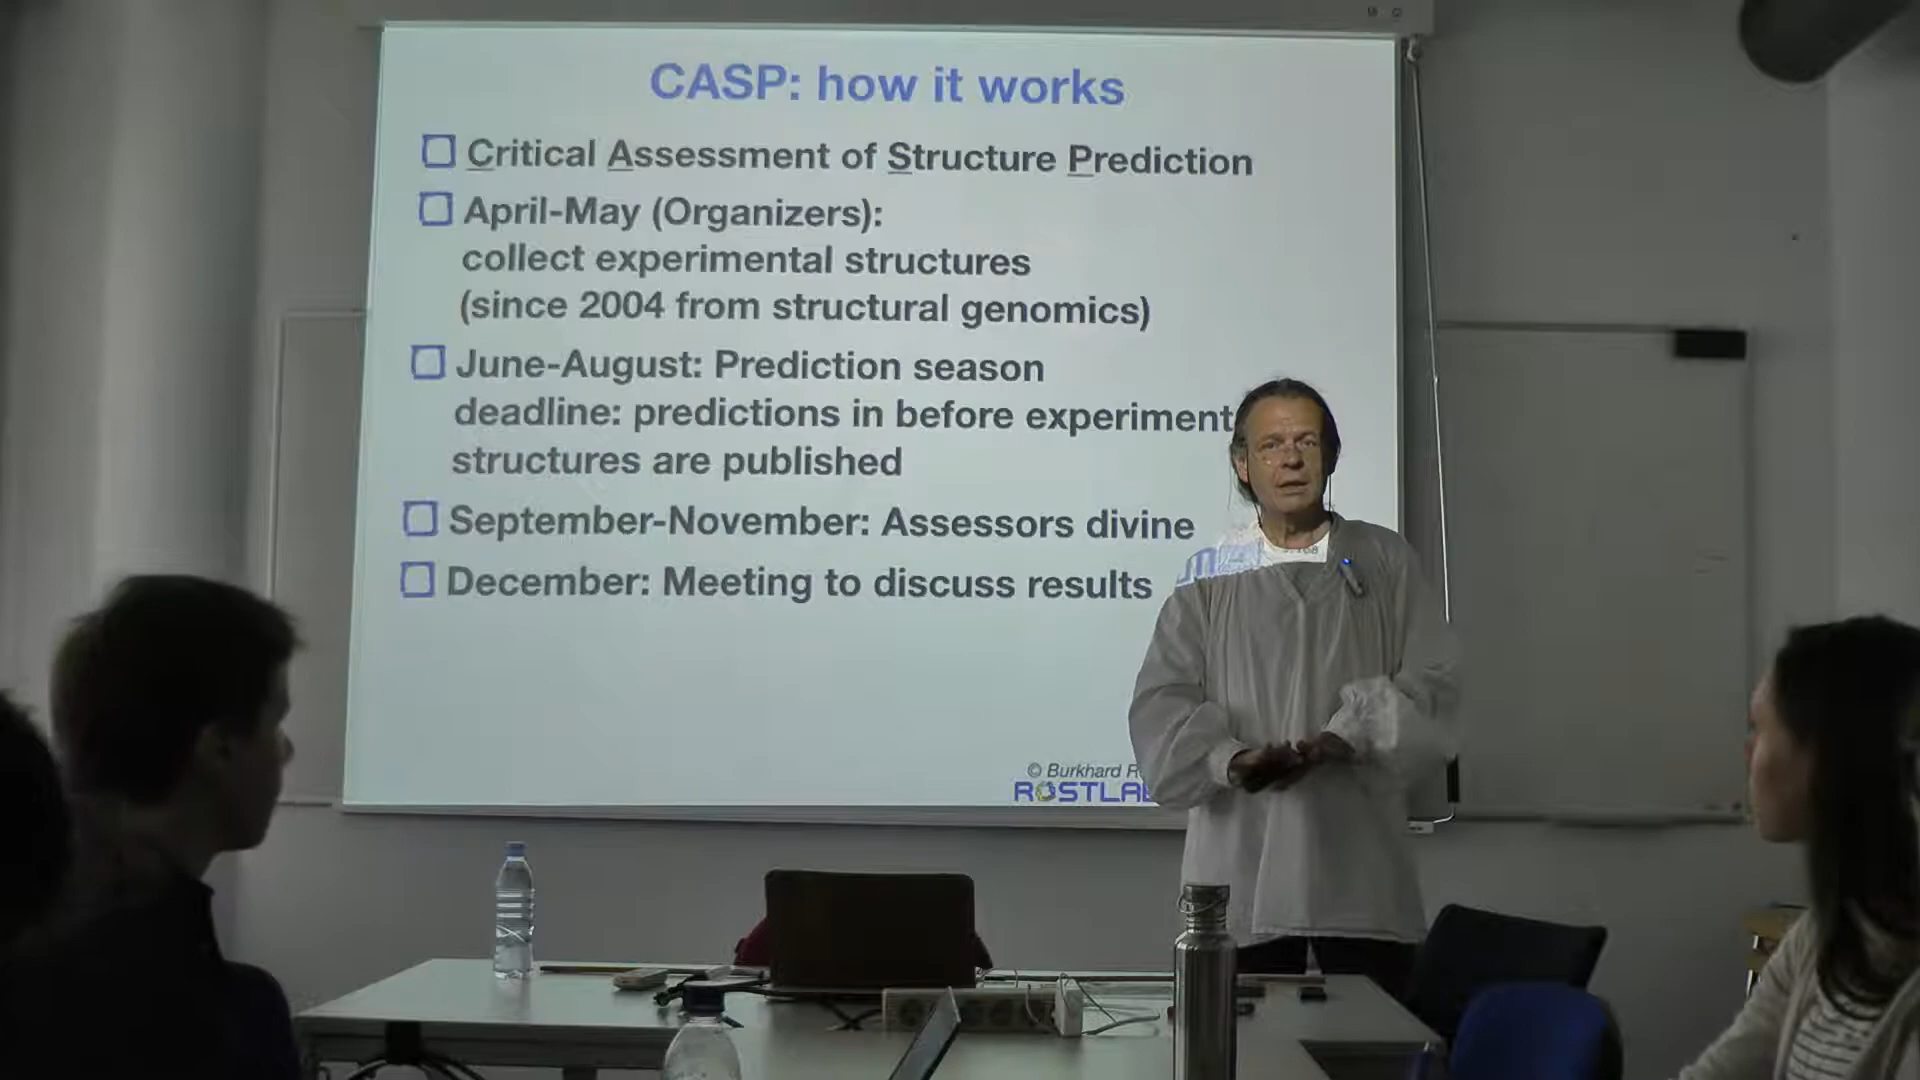 CASP: how it works
Critical Assessment of Structure Prediction
April-May (Organizers):
collect experimental structures
(since 2004 from structural genomics)
June-August: Prediction season
deadline: predictions in before experiment
structures are published
September-November: Assessors divine
December: Meeting to discuss results
© Burkhard
ROSTLAB